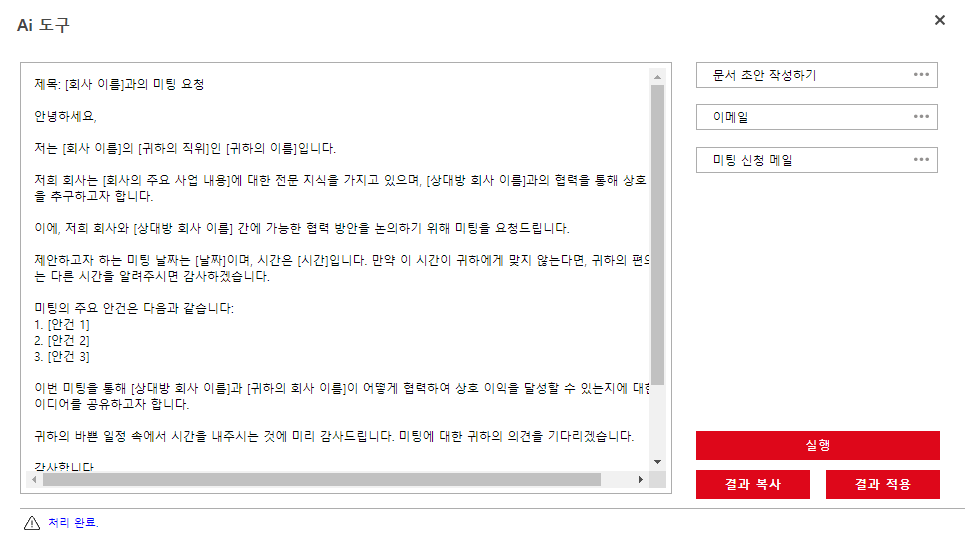 Ai 도구
제목: [회사 이름]과의 미팅 요청
안녕하세요,
저는 [회사 이름]의 [귀하의 직위]인 [귀하의 이름]입니다.
저희 회사는 [회사의 주요 사업 내용]에 대한 전문 지식을 가지고 있으며, [상대방 회사 이름]과의 협력을 통해 상호
을 추구하고자 합니다.
이에, 저희 회사와 [상대방 회사 이름] 간에 가능한 협력 방안을 논의하기 위해 미팅을 요청드립니다.
제안하고자 하는 미팅 날짜는 [날짜]이며, 시간은 [시간]입니다. 만약 이 시간이 귀하에게 맞지 않는다면, 귀하의
는 다른 시간을 알려주시면 감사하겠습니다.
미팅의 주요 안건은 다음과 같습니다:
1. [안건 1]
2. [안건 2]
3. [안건 3]
이번 미팅을 통해 [상대방 회사 이름]과 [귀하의 회사 이름]이 어떻게 협력하여 상호 이익을 달성할 수 있는지에
이디어를 공유하고자 합니다.
귀하의 바쁜 일정 속에서 시간을 내주시는 것에 미리 감사드립니다. 미팅에 대한 귀하의 의견을 기다리겠습니다.
감사합니다
문서 초안 작성하기
이메일
미팅 신청 메일
실행
결과 복사
결과 적용
처리 완료.